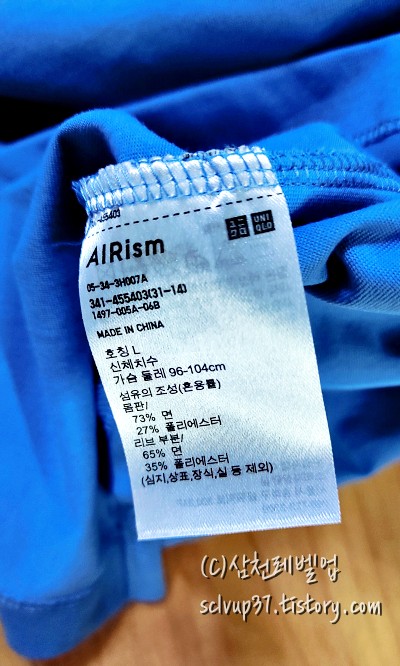 AIRism
ユニ
クロ
UNI
QLO
05-34-3H007A
341-455403(31-14)
1497-005A-06B
MADE IN CHINA
호칭 L
신체치수
가슴 둘레 96-104cm
섬유의 조성(혼용률)
몸판/
73% 면
27% 폴리에스터
리브 부분/
65% 면
35% 폴리에스터
(심지,상표,장식,실 등 제외)
(C)삼천레벨업
sclvup37.tistory.com